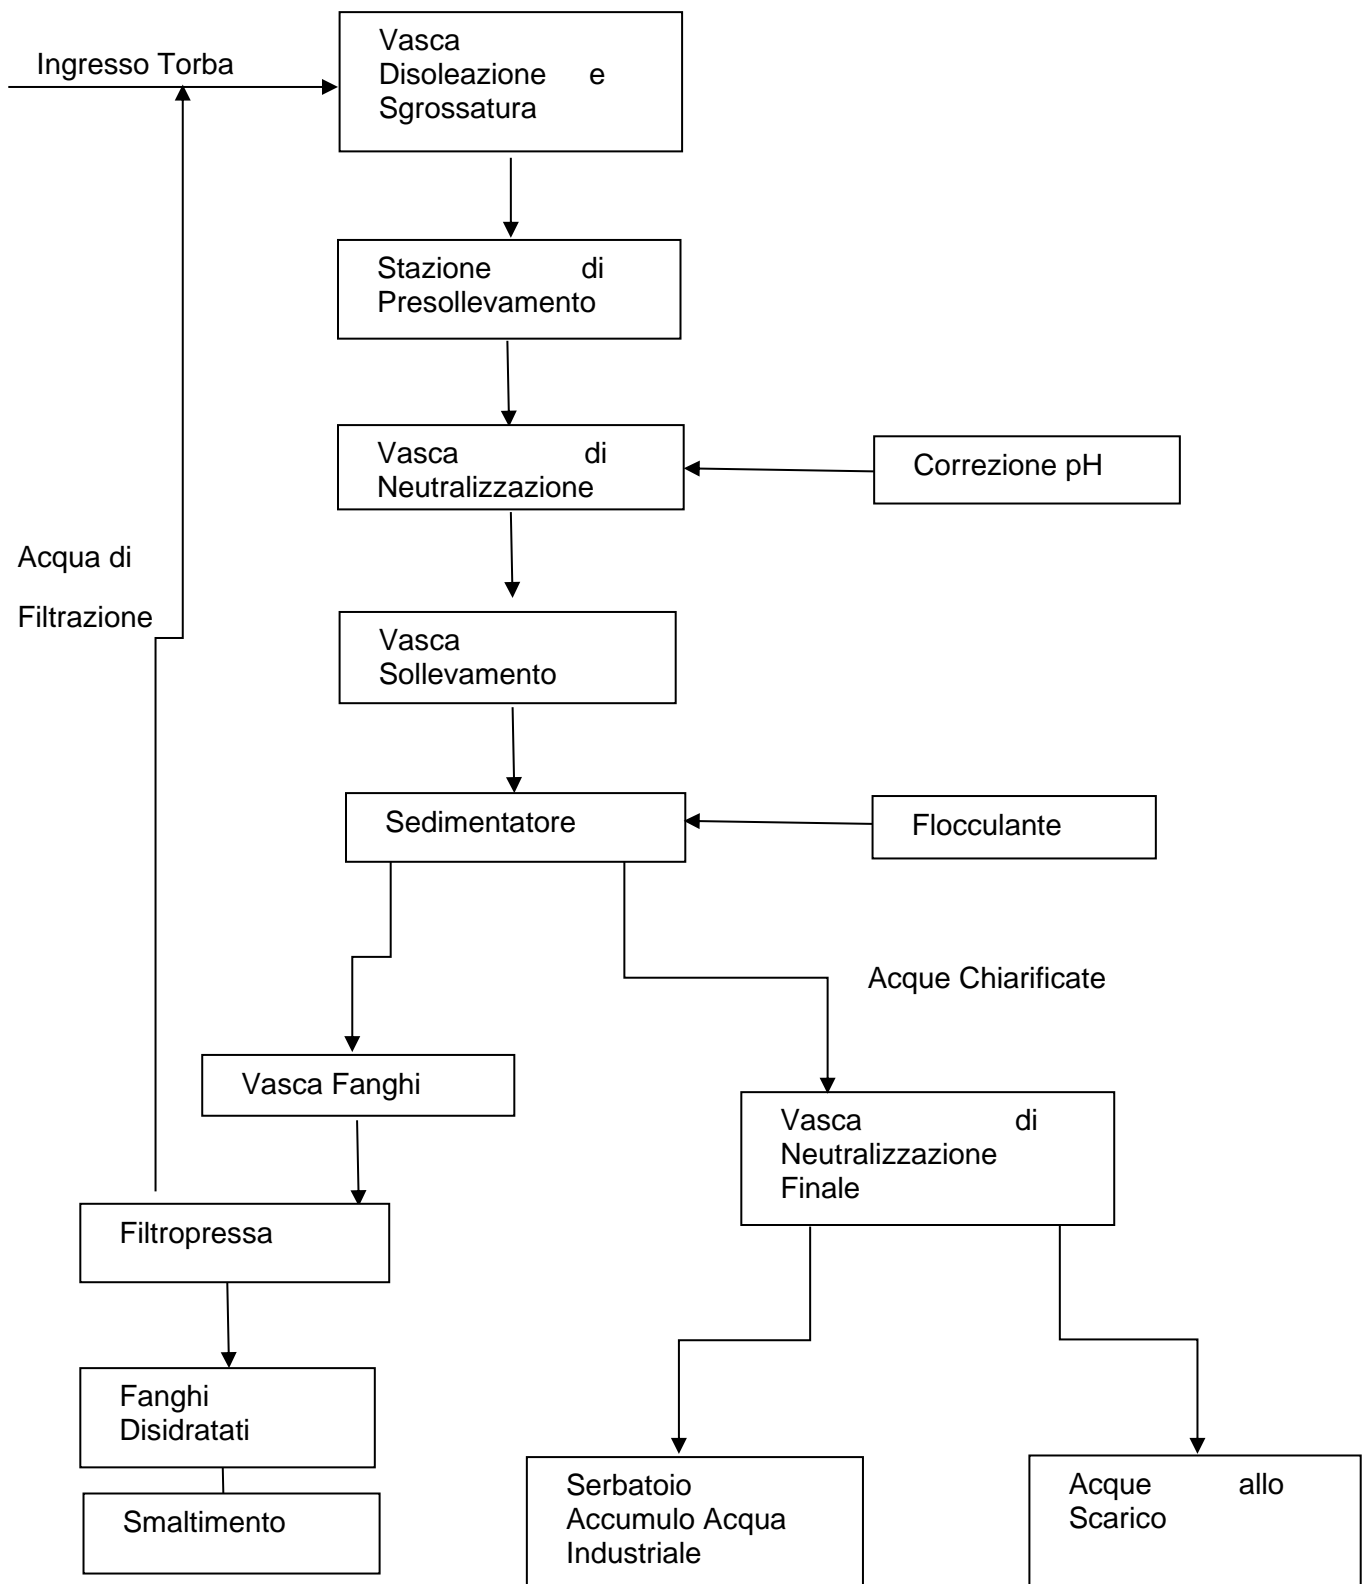 Vasca
Disoleazione e
Sgrossatura
Ingresso Torba
Stazione di
Presollevamento
Vasca di
Neutralizzazione
Correzione pH
Acqua di
Filtrazione
Vasca
Sollevamento
Sedimentatore
Flocculante
Acque Chiarificate
Vasca Fanghi
Vasca di
Neutralizzazione
Finale
Filtropressa
Fanghi
Disidratati
Smaltimento
Serbatoio
Accumulo Acqua
Industriale
Acque allo
Scarico